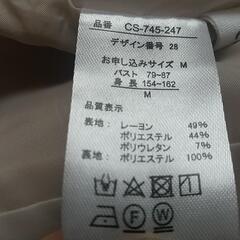 品番 CS-745-247
デザイン番号 28
お申し込みサイズ M
バスト 79-87
身長 154-162
M
品質表示
表地: レーヨン 49%
ポリエステル 44%
ポリウレタン 7%
裏地: ポリエステル 100%